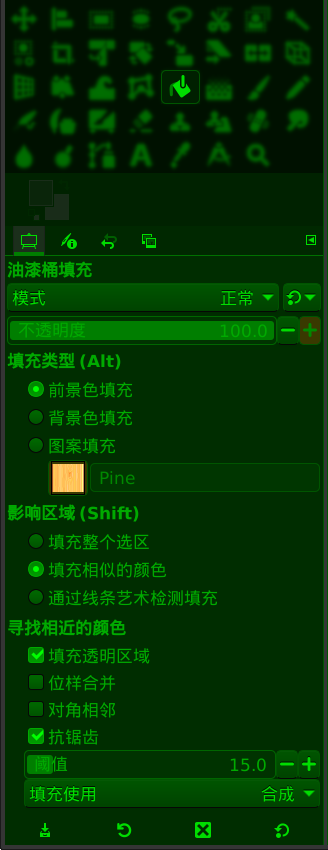 油漆桶填充
模式 正常
不透明度 100.0
填充类型 (Alt)
前景色填充
背景色填充
图案填充
Pine
影响区域 (Shift)
填充整个选区
填充相似的颜色
通过线条艺术检测填充
寻找相近的颜色
填充透明区域
位样合并
对角相邻
抗锯齿
阈值 15.0
填充使用 合成